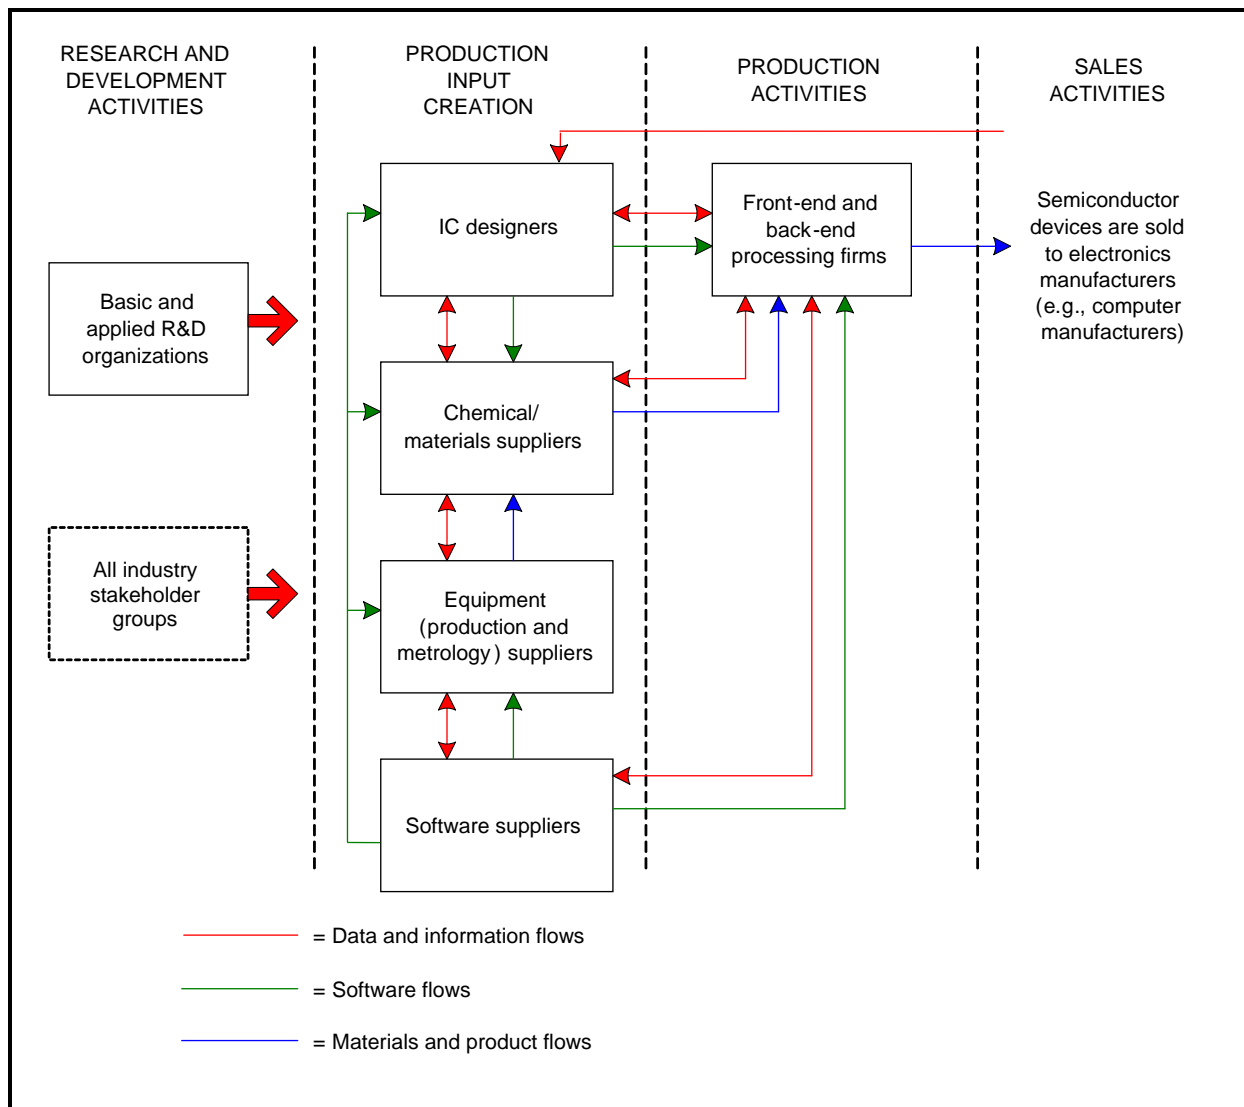 RESEARCH AND
DEVELOPMENT
ACTIVITIES
PRODUCTION
INPUT
CREATION
PRODUCTION
ACTIVITIES
SALES
ACTIVITIES
IC designers
Front-end and
back-end
processing firms
Semiconductor
devices are sold
to electronics
manufacturers
(e.g., computer
manufacturers)
Basic and
applied R&D
organizations
Chemical/
materials suppliers
All industry
stakeholder
groups
Equipment
(production and
metrology) suppliers
Software suppliers
= Data and information flows
= Software flows
= Materials and product flows